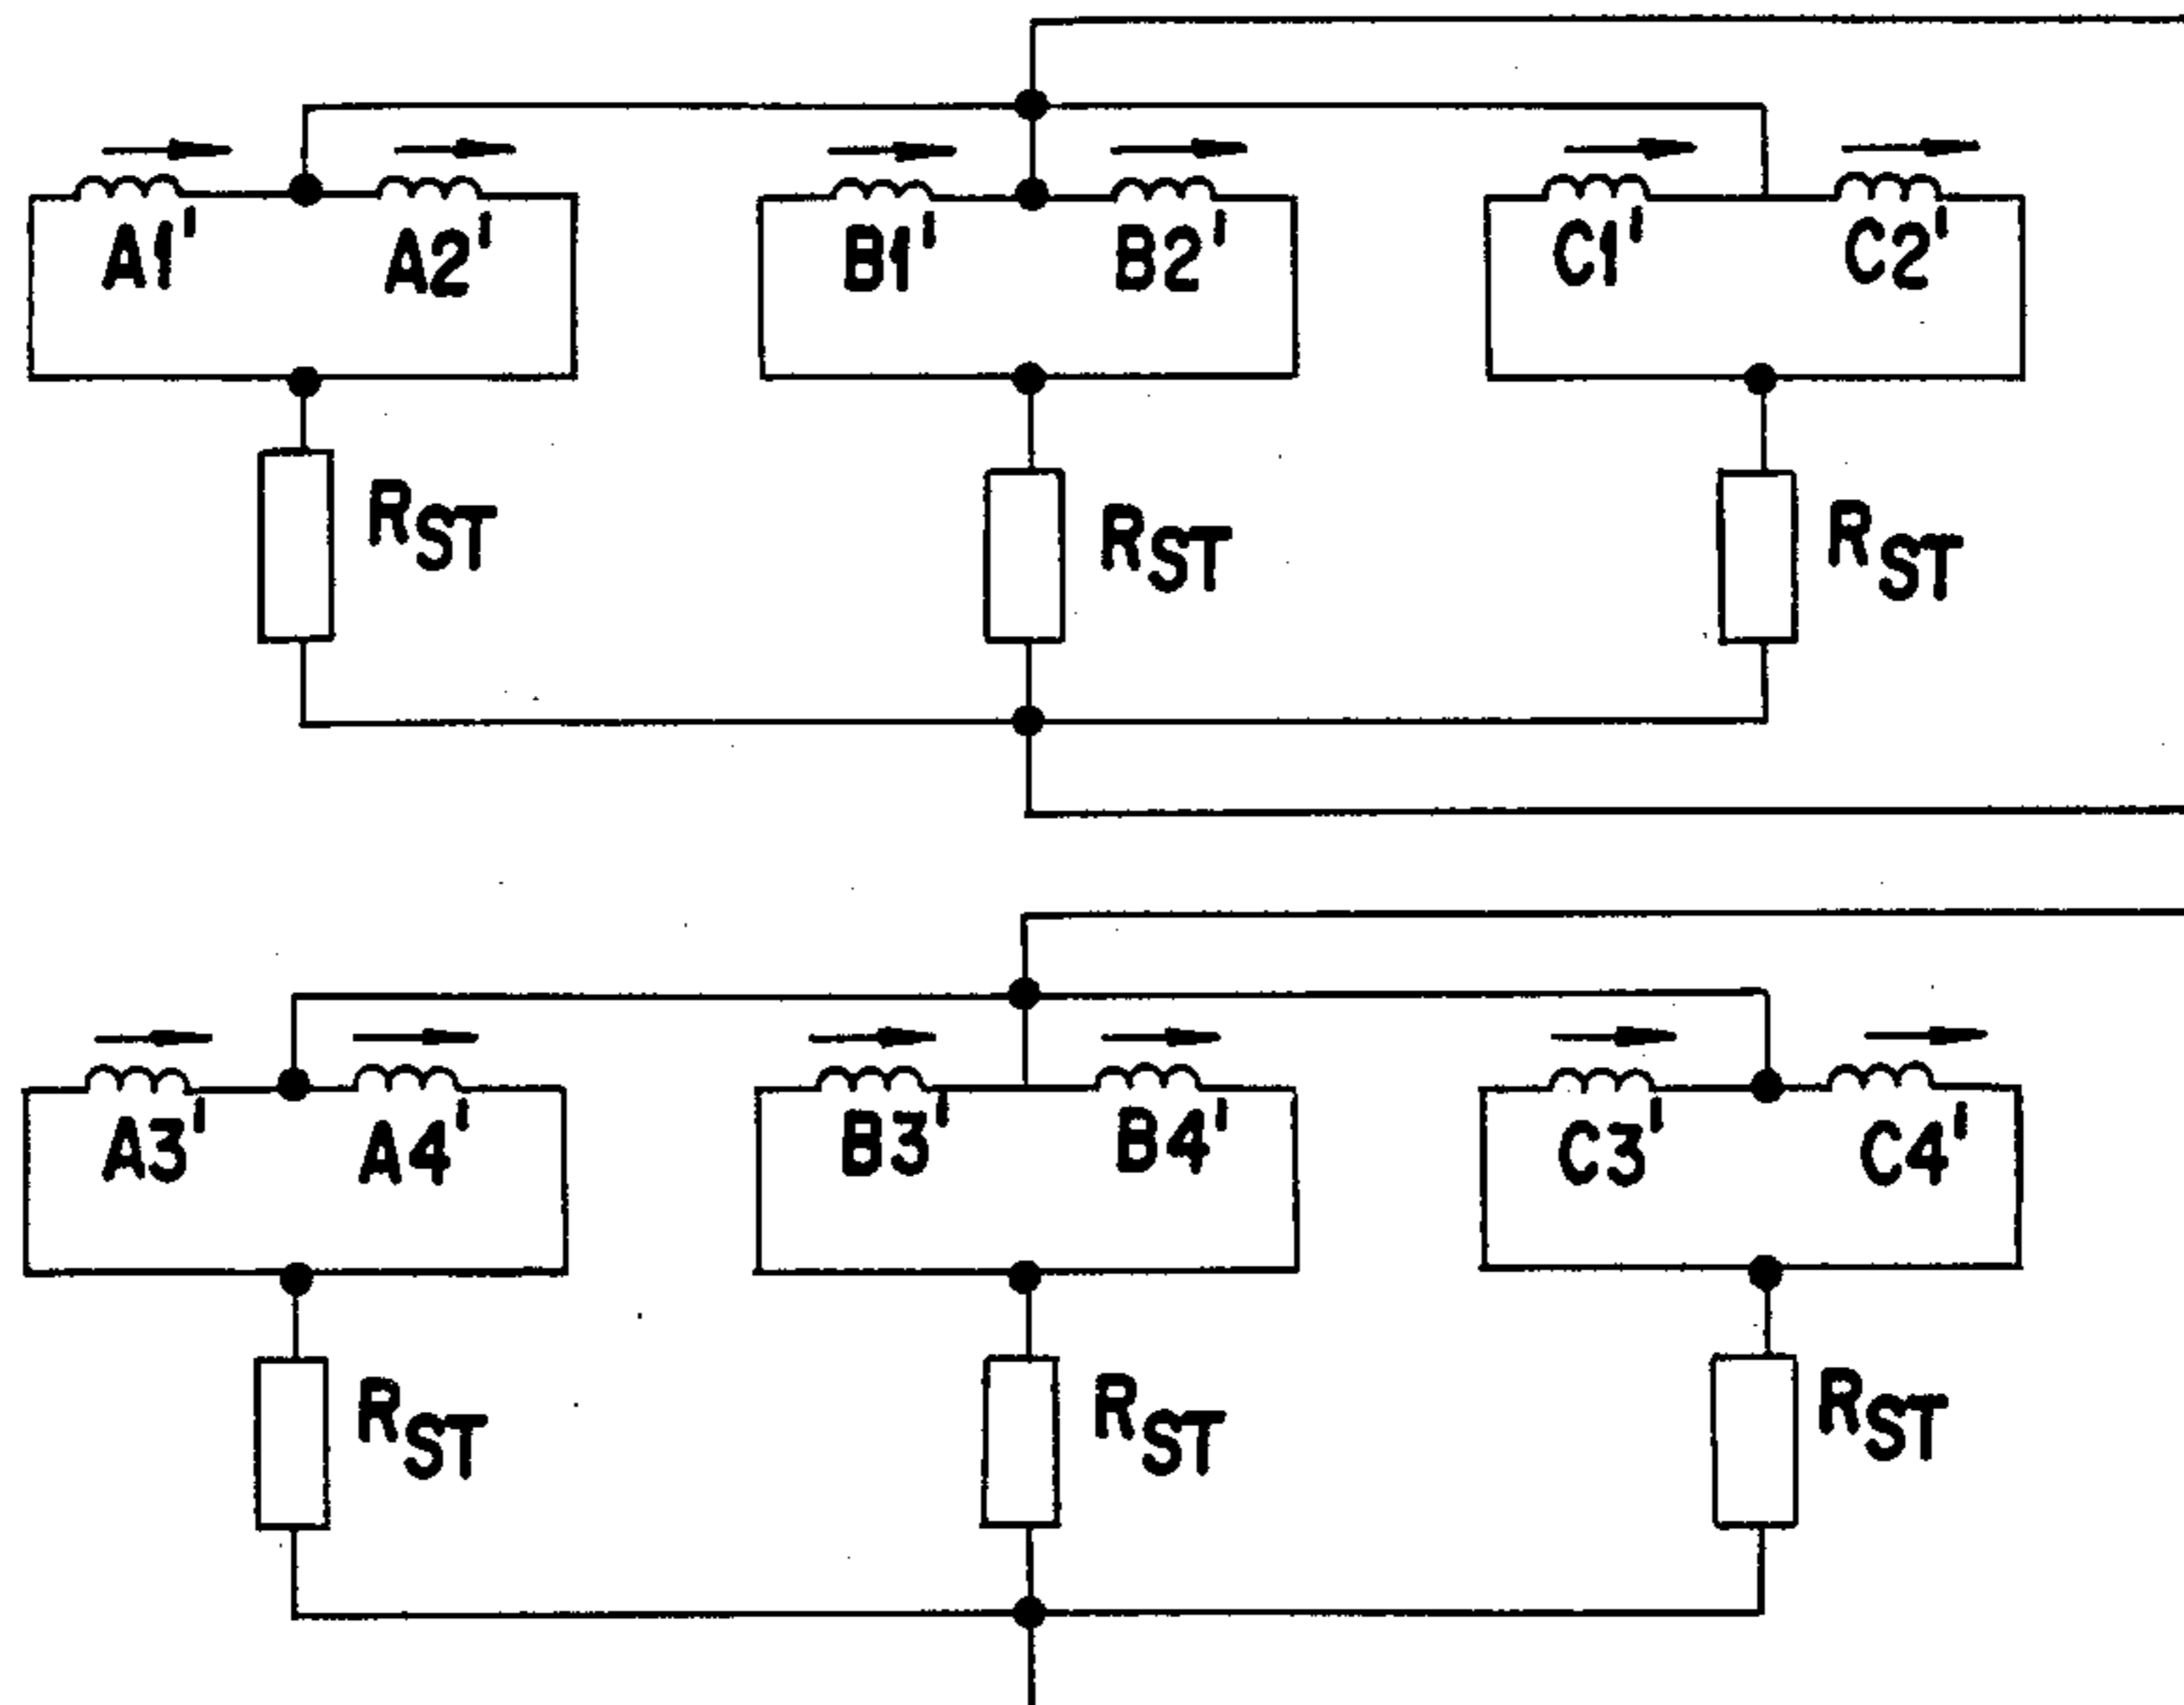 A1' A2' B1' B2' C1' C2'
RST RST RST
A3' A4' B3' B4' C3' C4'
RST RST RST